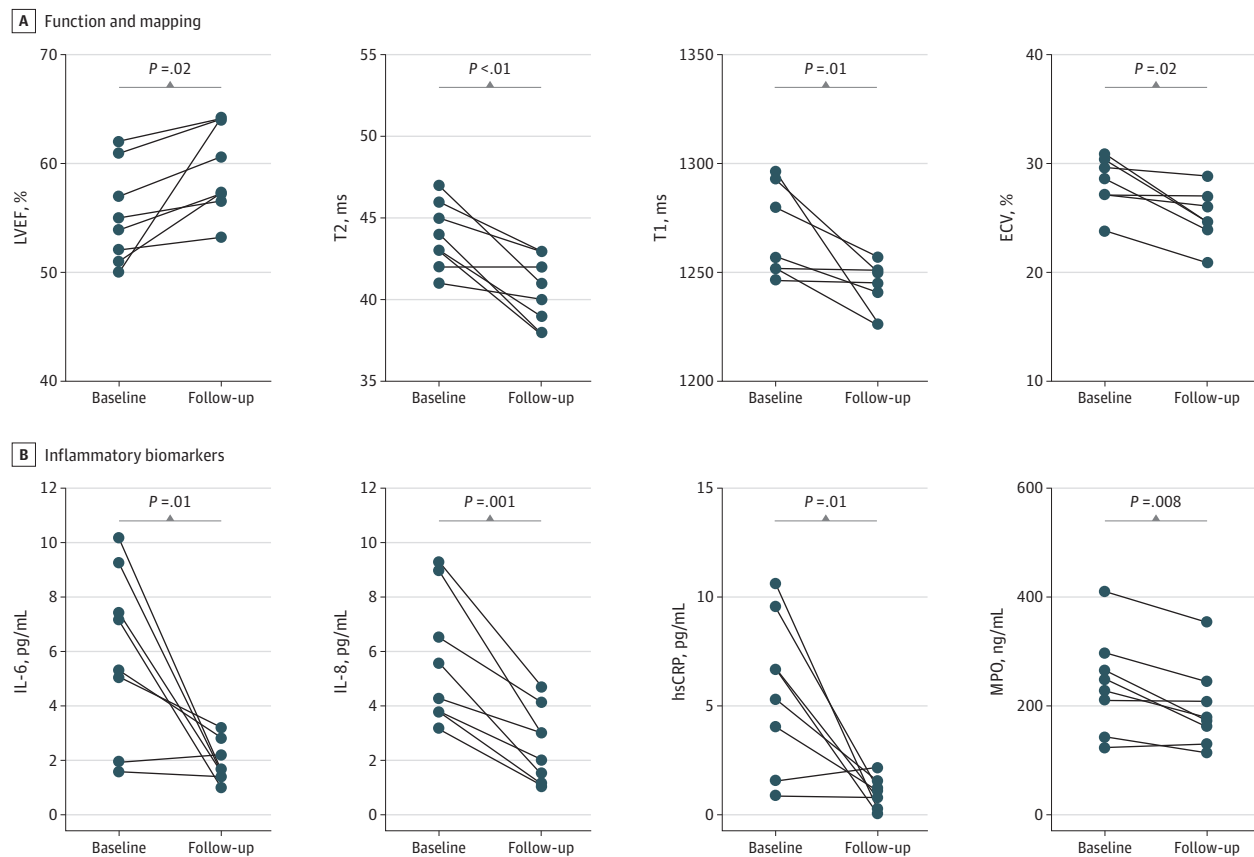 A Function and mapping
70
60
50
40
LVEF, %
P =.02
Baseline
Follow-up
55
50
45
40
35
T2, ms
P <.01
Baseline
Follow-up
1350
1300
1250
1200
T1, ms
P =.01
Baseline
Follow-up
40
30
20
10
ECV, %
P =.02
Baseline
Follow-up
B Inflammatory biomarkers
12
10
8
6
4
2
0
IL-6, pg/mL
P =.01
Baseline
Follow-up
12
10
8
6
4
2
0
IL-8, pg/mL
P =.001
Baseline
Follow-up
15
10
5
0
hsCRP, pg/mL
P =.01
Baseline
Follow-up
600
400
200
0
MPO, ng/mL
P =.008
Baseline
Follow-up